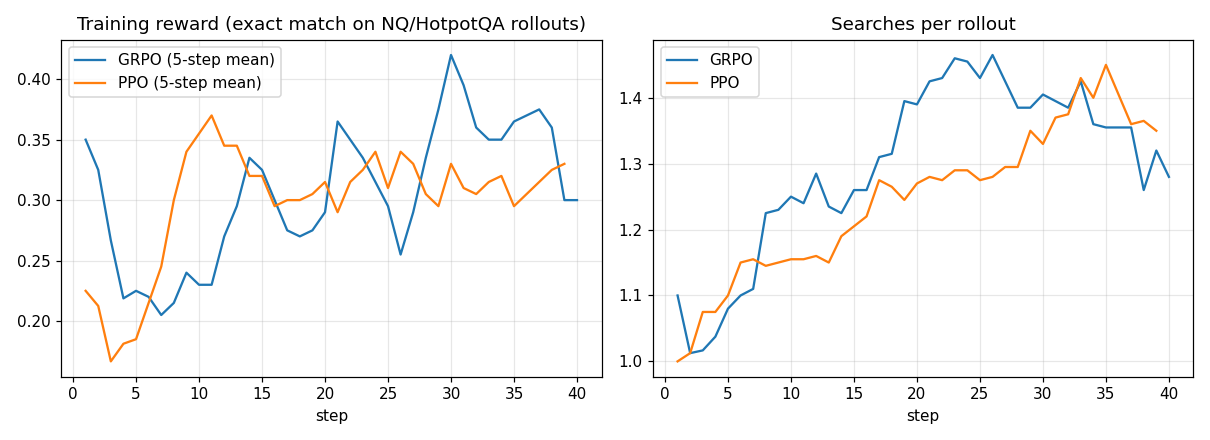 Training reward (exact match on NQ/HotpotQA rollouts)
GRPO (5-step mean)
PPO (5-step mean)
0.40
0.35
0.30
0.25
0.20
0 5 10 15 20 25 30 35 40
step
Searches per rollout
GRPO
PPO
1.4
1.3
1.2
1.1
1.0
0 5 10 15 20 25 30 35 40
step